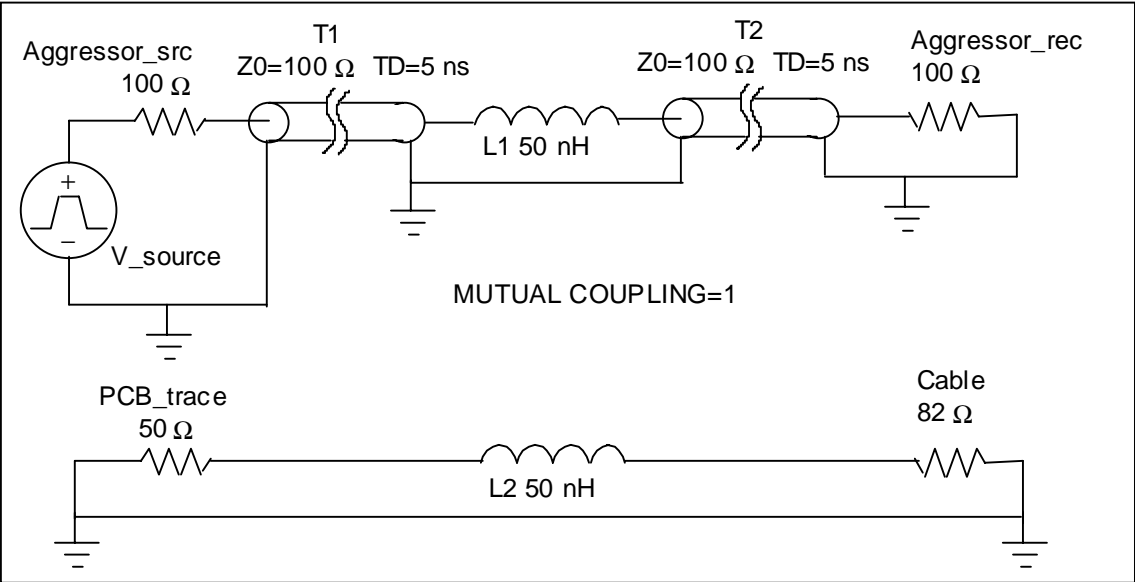 T1
T2
Aggressor_src
100 Ω
Z0=100 Ω TD=5 ns
Z0=100 Ω TD=5 ns
Aggressor_rec
100 Ω
L1 50 nH
+
−
V_source
MUTUAL COUPLING=1
PCB_trace
50 Ω
Cable
82 Ω
L2 50 nH